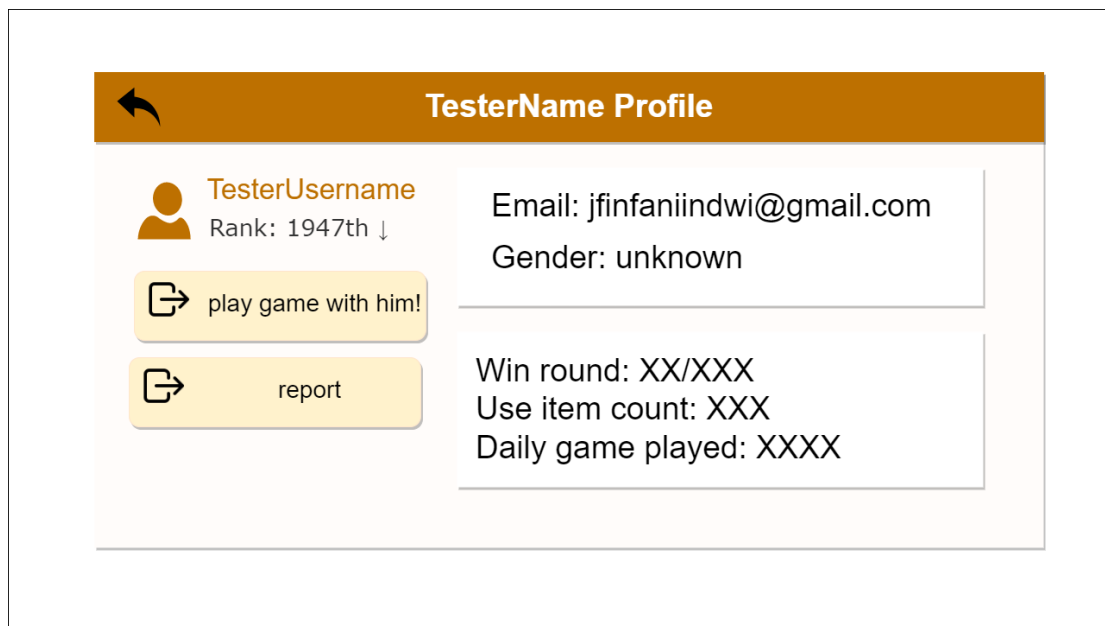 TesterName Profile
TesterUsername
Rank: 1947th ↓
play game with him!
report
Email: jfinfaniindwi@gmail.com
Gender: unknown
Win round: XX/XXX
Use item count: XXX
Daily game played: XXXX